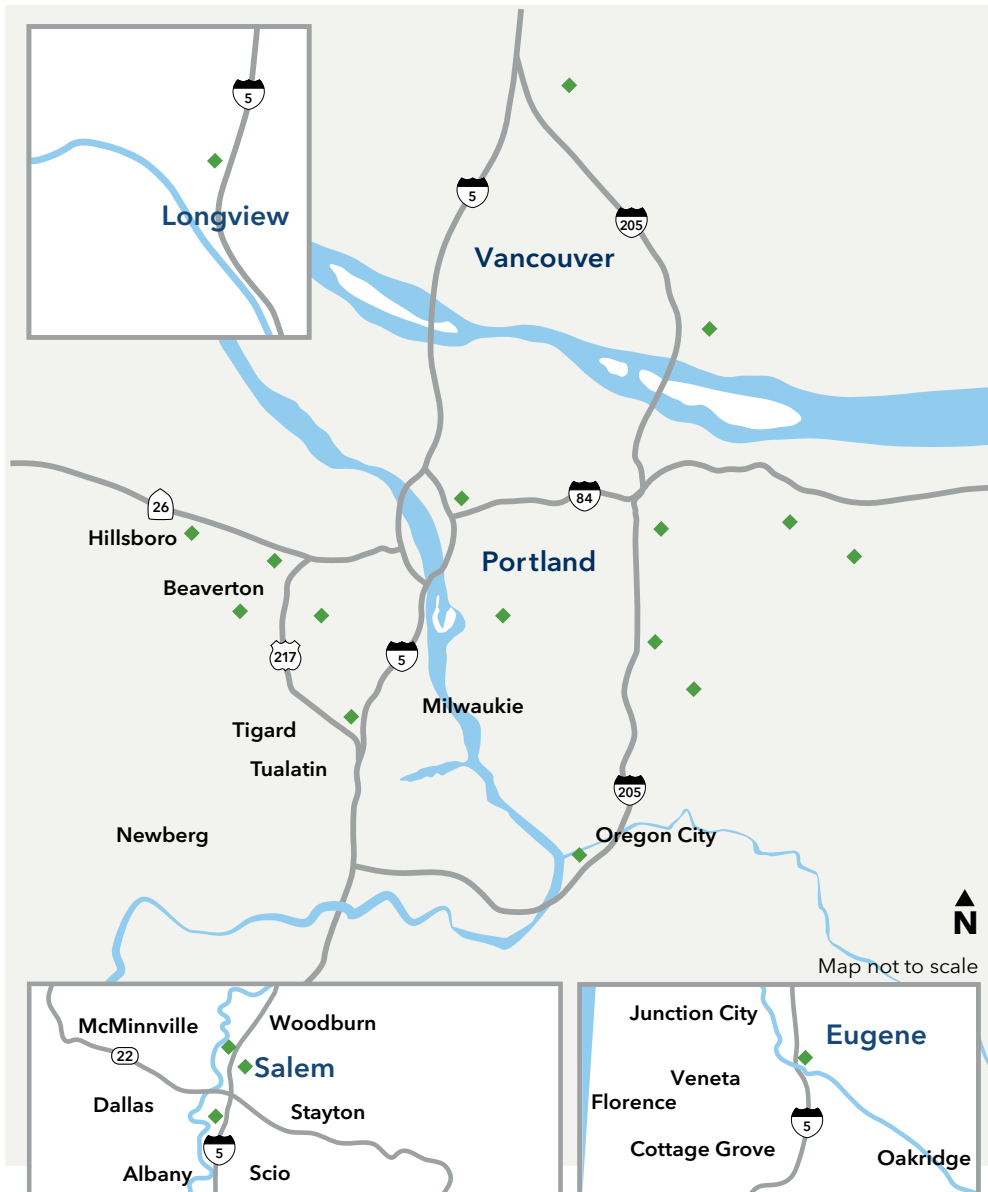 5
Longview
5
205
Vancouver
26
Hillsboro
84
Beaverton
Portland
217
5
Milwaukie
Tigard
Tualatin
205
Newberg
Oregon City
N
Map not to scale
McMinnville
Woodburn
22
Salem
Dallas
Stayton
5
Albany
Scio
Junction City
Eugene
Veneta
Florence
5
Cottage Grove
Oakridge